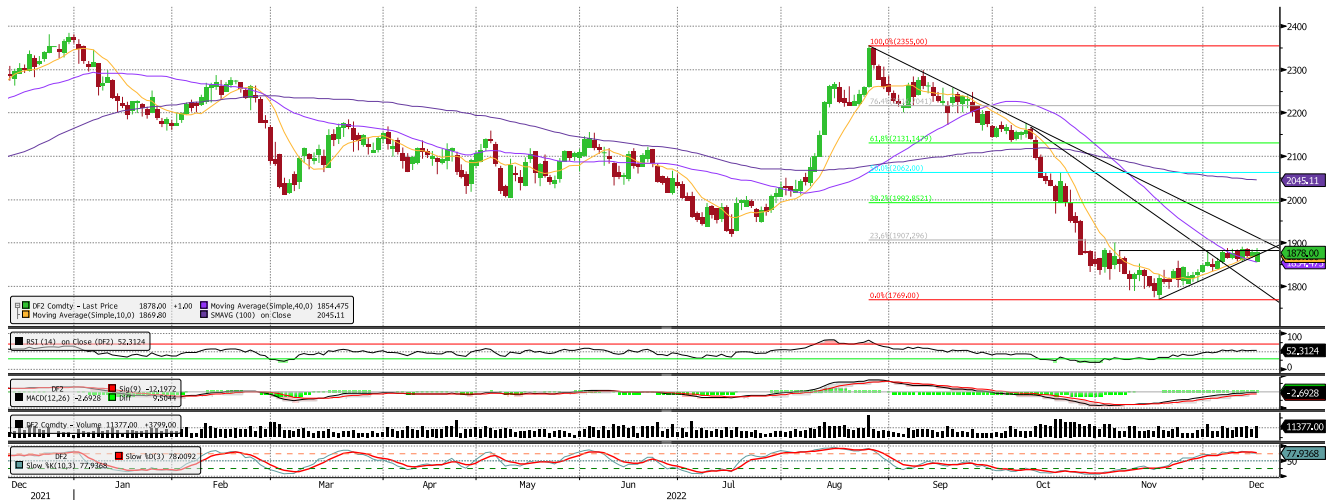 100,0%(2355,00)
61,8%(2131,1479)
50,0%(2062,00)
38,2%(1992,8521)
23,6%(1907,296)
0,0%(1769,00)
2400
2300
2200
2100
2045.11
2000
1900
1878.00
1854.475
1800
DF2 Comdty - Last Price 1878.00 +1.00
Moving Average(Simple,40,0) 1854.475
Moving Average(Simple,10,0) 1869.80
SMAVG (100) on Close 2045.11
RSI (14) on Close (DF2) 52,3124
100
52,3124
0
DF2 Sig(9) -12,1972
MACD(12,26) -2,6928 Diff 9,5044
-2,6928
DF2 Comdty - Volume 11377,00 +3799,00
11377,00
DF2 Slow %D(3) 78,0092
Slow %K(10,3) 77,9368
77,9368
50
Dec Jan Feb Mar Apr May Jun Jul Aug Sep Oct Nov Dec
2021 2022